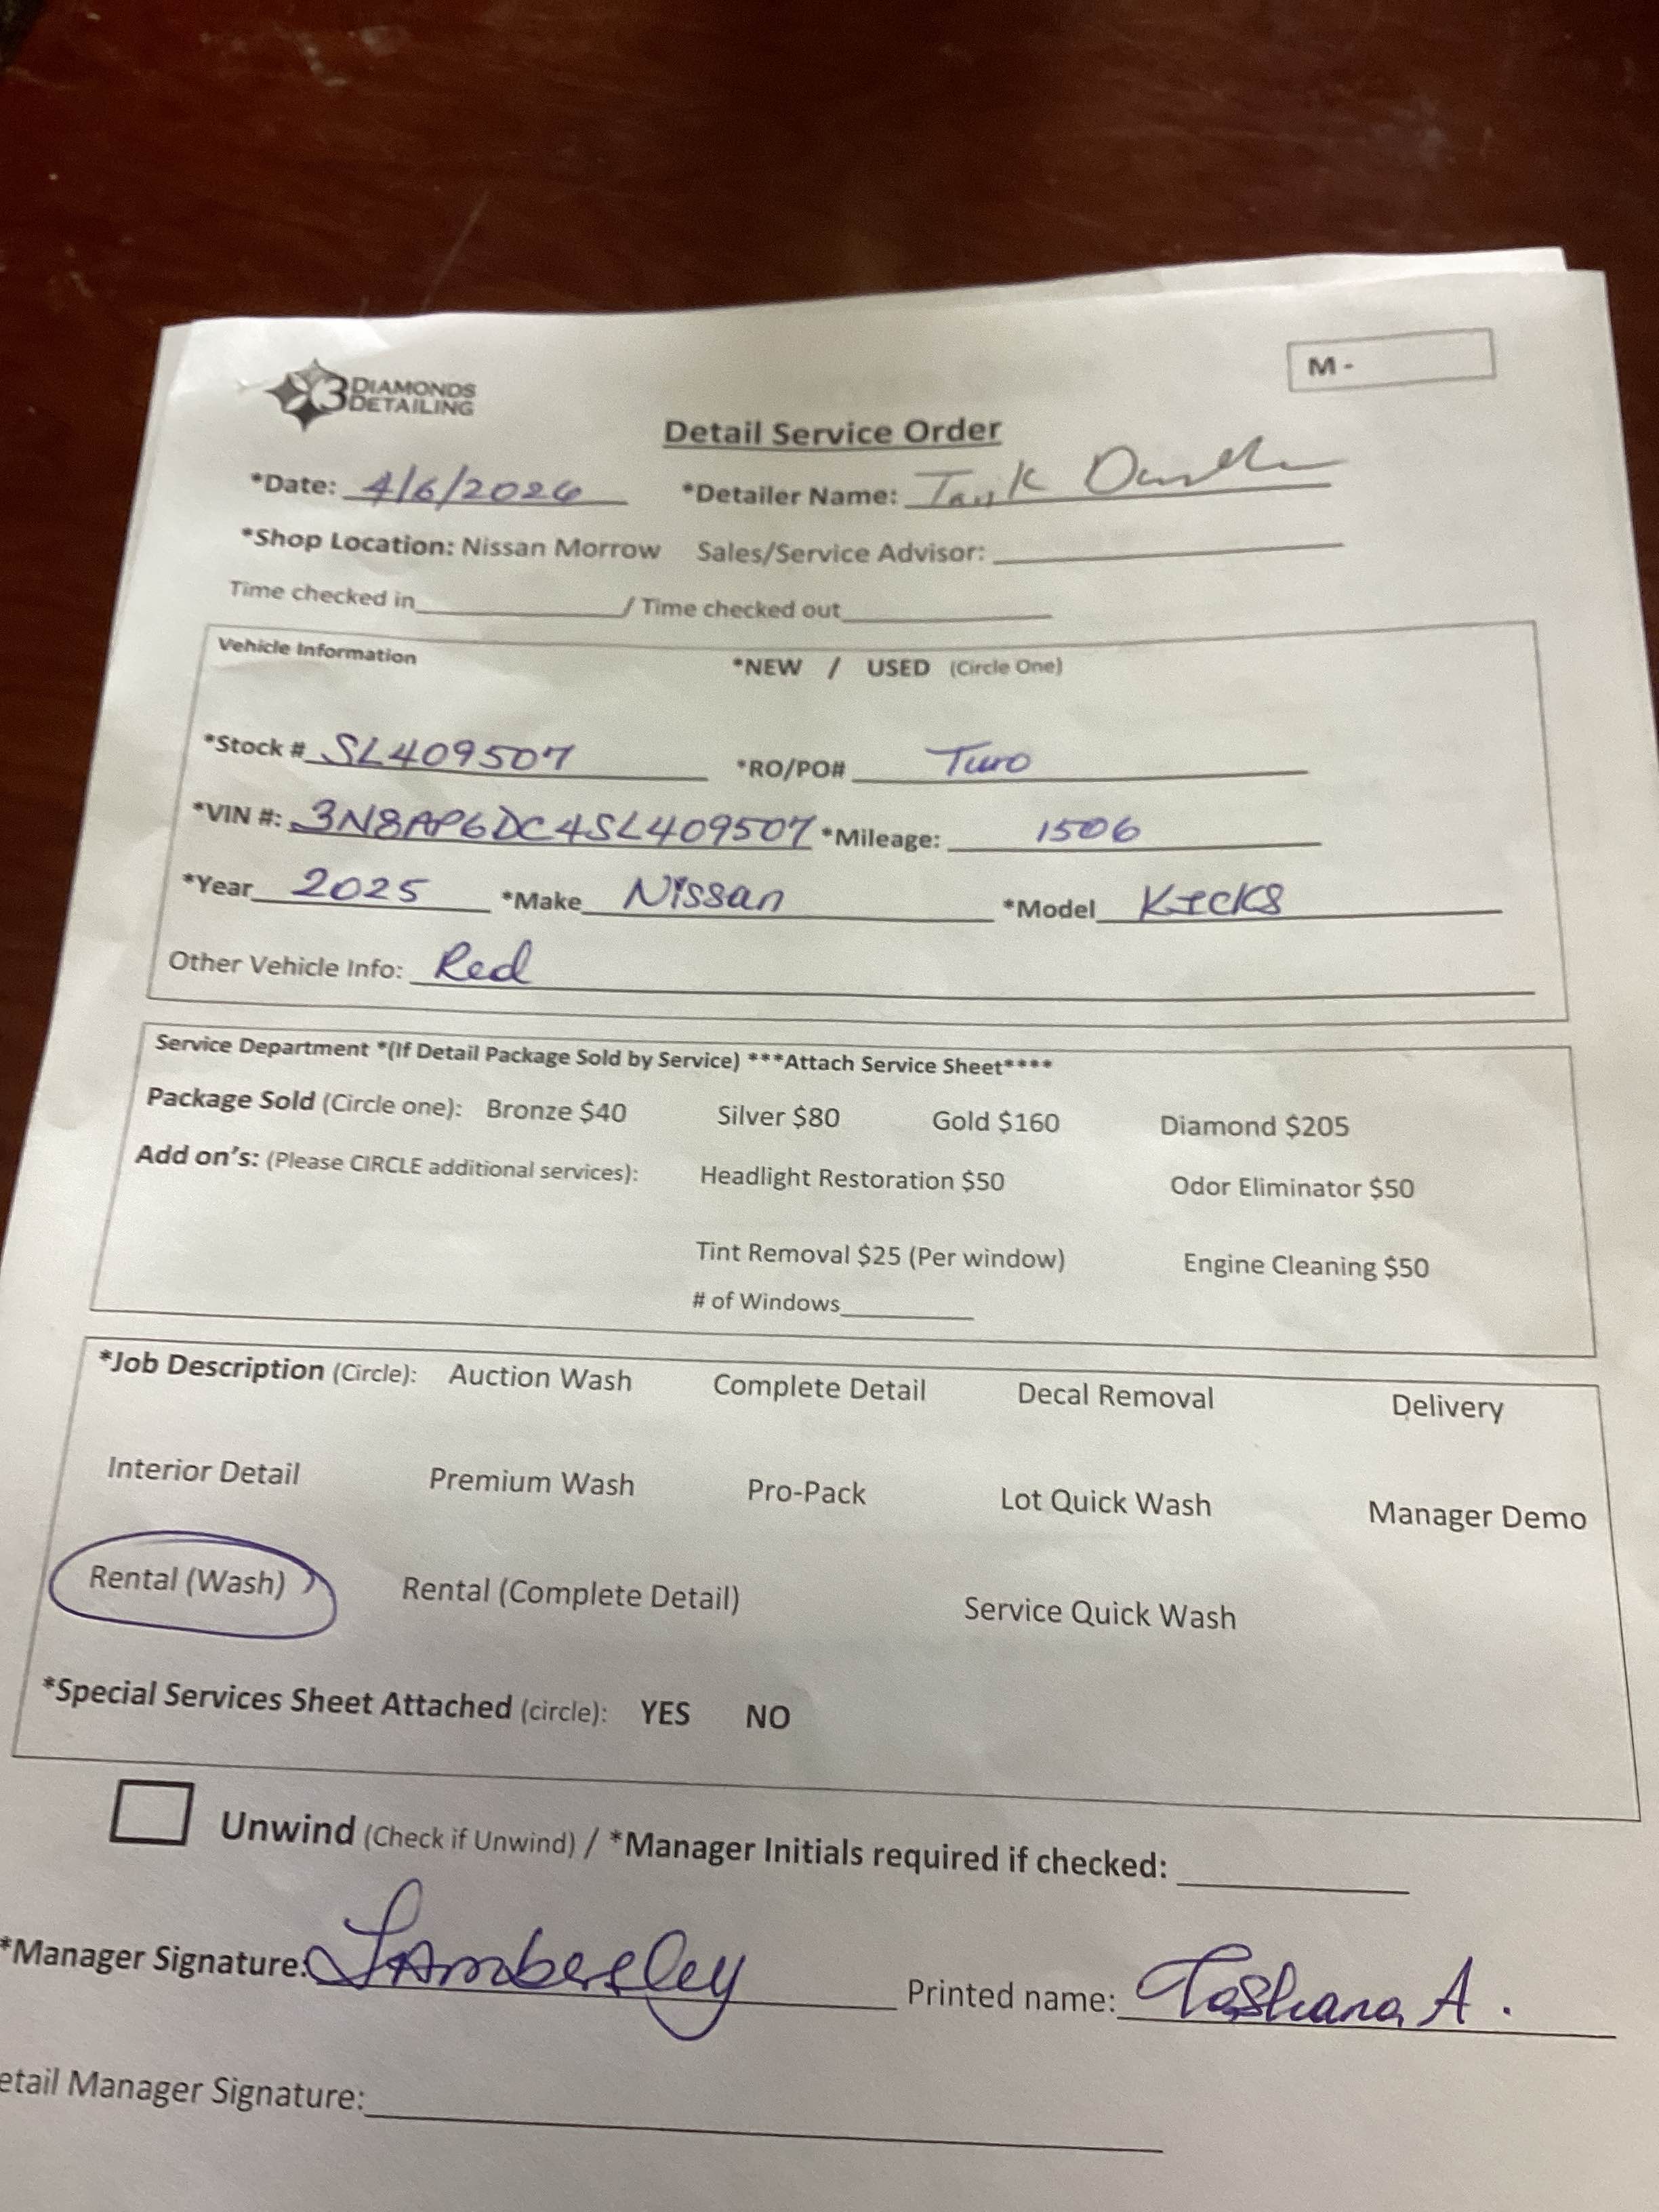 3 DIAMONDS DETAILING
M -
Detail Service Order
*Date: 4/6/2026 *Detailer Name:
*Shop Location: Nissan Morrow Sales/Service Advisor:
Time checked in / Time checked out
Vehicle Information *NEW / USED (Circle One)
*Stock # SL409507 *RO/PO# Turo
*VIN #: 3N8AP6DC4SL409507 *Mileage: 1506
*Year 2025 *Make Nissan *Model Kicks
Other Vehicle Info: Red
Service Department *(If Detail Package Sold by Service) ***Attach Service Sheet****
Package Sold (Circle one): Bronze $40 Silver $80 Gold $160 Diamond $205
Add on's: (Please CIRCLE additional services): Headlight Restoration $50 Odor Eliminator $50
Tint Removal $25 (Per window) Engine Cleaning $50
# of Windows
*Job Description (Circle): Auction Wash Complete Detail Decal Removal Delivery
Interior Detail Premium Wash Pro-Pack Lot Quick Wash Manager Demo
Rental (Wash) Rental (Complete Detail) Service Quick Wash
*Special Services Sheet Attached (circle): YES NO
Unwind (Check if Unwind) / *Manager Initials required if checked:
*Manager Signature: Printed name: Tashana A.
etail Manager Signature: